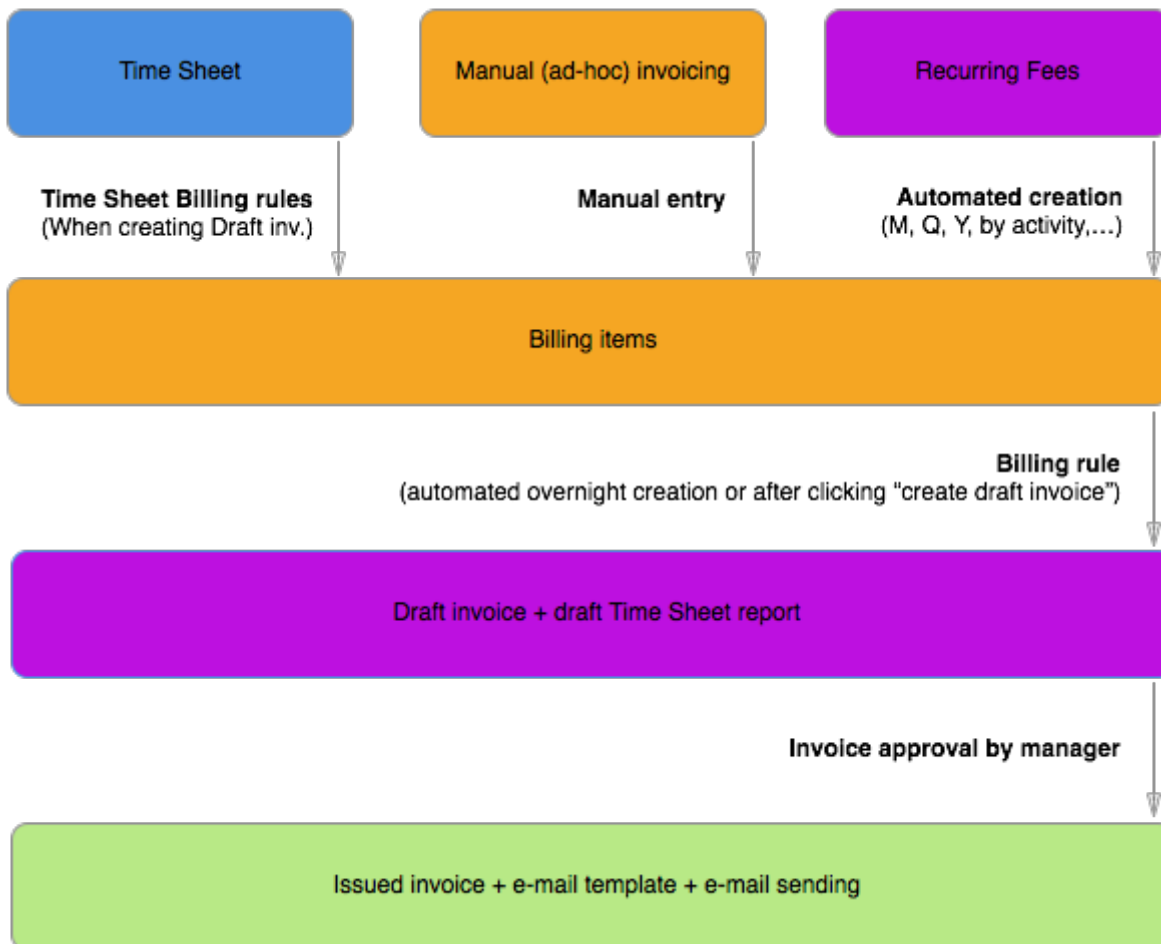 Time Sheet
Manual (ad-hoc) invoicing
Recurring Fees
Time Sheet Billing rules
(When creating Draft inv.)
Manual entry
Automated creation
(M, Q, Y, by activity,…)
Billing items
Billing rule
(automated overnight creation or after clicking “create draft invoice”)
Draft invoice + draft Time Sheet report
Invoice approval by manager
Issued invoice + e-mail template + e-mail sending